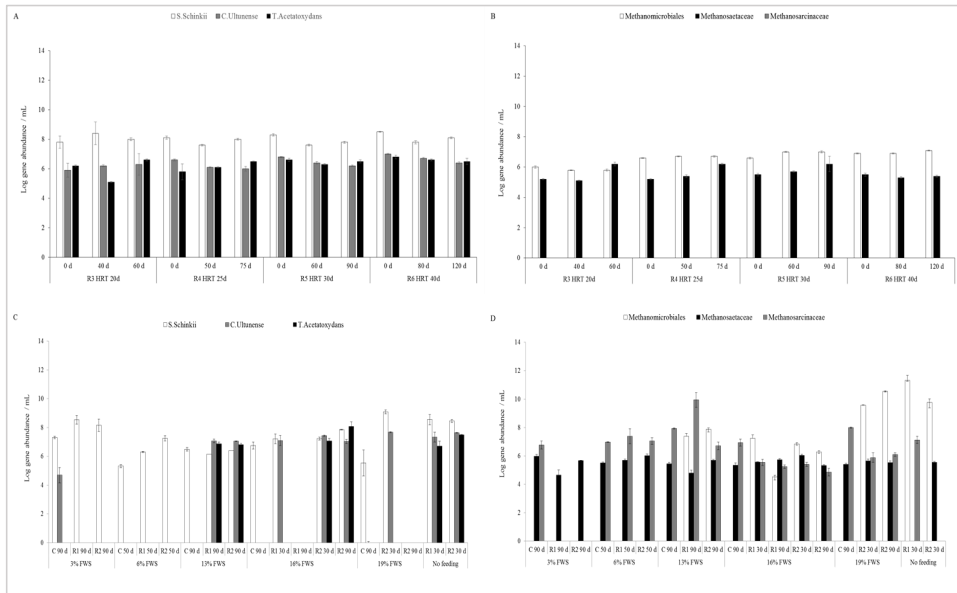 A
S.Schinkii C.Ultunense T.Acetatoxydans
Log gene abundance / mL
14
12
10
8
6
4
2
0
0 d 40 d 60 d 0 d 50 d 75 d 0 d 60 d 90 d 0 d 80 d 120 d
R3 HRT 20d R4 HRT 25d R5 HRT 30d R6 HRT 40d
B
Methanomicrobiales Methanosaetaceae Methanosarcinaceae
Log gene abundance / mL
14
12
10
8
6
4
2
0
0 d 40 d 60 d 0 d 50 d 75 d 0 d 60 d 90 d 0 d 80 d 120 d
R3 HRT 20d R4 HRT 25d R5 HRT 30d R6 HRT 40d
C
S.Schinkii C.Ultunense T.Acetatoxydans
Log gene abundance / mL
14
12
10
8
6
4
2
0
C 90 d R1 90 d R2 90 d C 50 d R1 50 d R2 50 d C 90 d R1 90 d R2 90 d C 90 d R1 30 d R1 90 d R2 30 d R2 90 d C 90 d R2 30 d R2 90 d R1 30 d R2 30 d
3% FWS 6% FWS 13% FWS 16% FWS 19% FWS No feeding
D
Methanomicrobiales Methanosaetaceae Methanosarcinaceae
Log gene abundance / mL
14
12
10
8
6
4
2
0
C 90 d R1 90 d R2 90 d C 50 d R1 50 d R2 50 d C 90 d R1 90 d R2 90 d C 90 d R1 30 d R1 90 d R2 30 d R2 90 d C 90 d R2 30 d R2 90 d R1 30 d R2 30 d
3% FWS 6% FWS 13% FWS 16% FWS 19% FWS No feeding